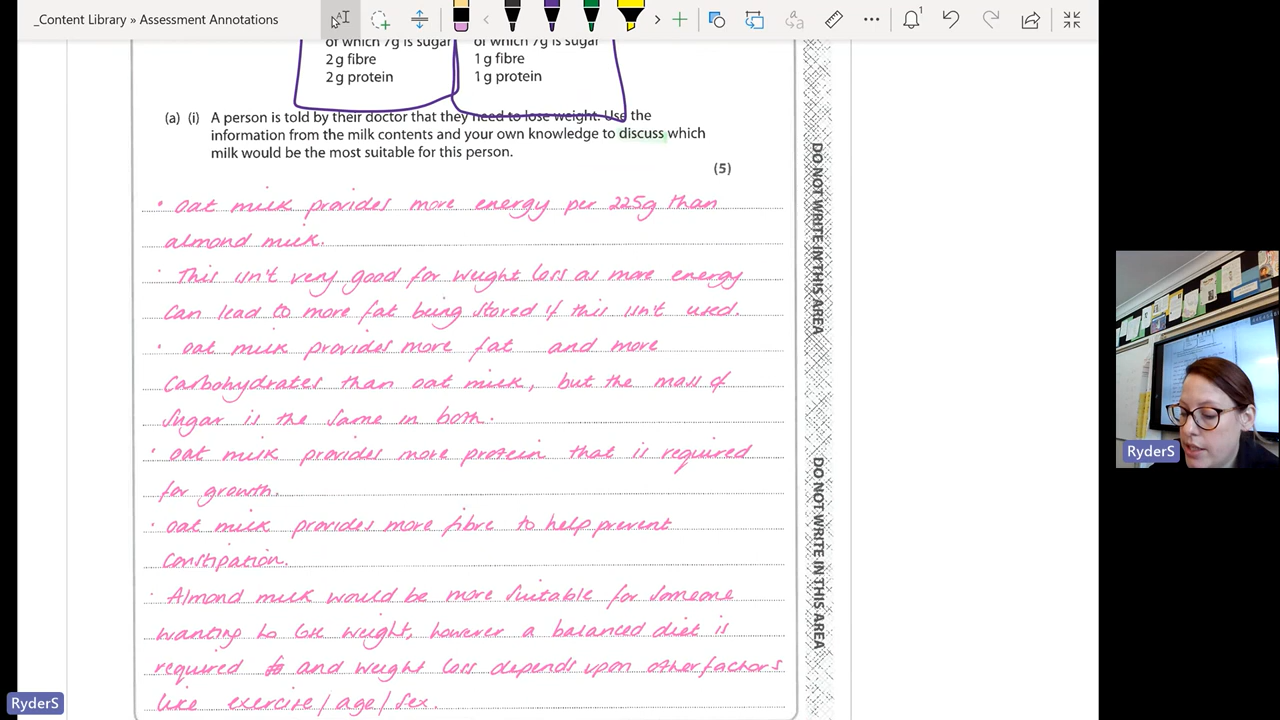 _Content Library » Assessment Annotations
of which 7g is sugar
2 g fibre
2 g protein
of which 7g is sugar
1 g fibre
1 g protein
(a) (i) A person is told by their doctor that they need to lose weight. Use the
information from the milk contents and your own knowledge to discuss which
milk would be the most suitable for this person.
(5)
• oat milk provides more energy per 225g than
almond milk.
· This isn't very good for weight loss as more energy
can lead to more fat being stored if this isn't used.
· oat milk provides more fat and more
Carbohydrates than oat milk, but the mass of
sugar is the same in both.
· oat milk provides more protein that is required
for growth.
· oat milk provides more fibre to help prevent
constipation.
· Almond milk would be more suitable for someone
wanting to lose weight, however a balanced diet is
required and weight loss depends upon other factors
like exercise/age/sex.
DO NOT WRITE IN THIS AREA
DO NOT WRITE IN THIS AREA
RyderS
RyderS
1